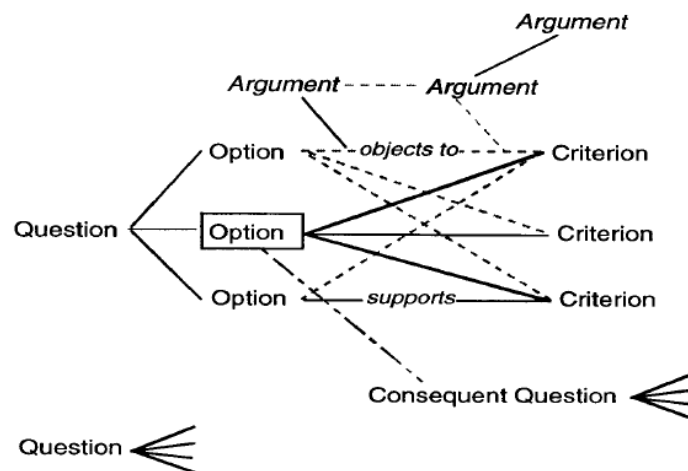 Argument
Argument Argument
Option objects to Criterion
Question Option Criterion
Option supports Criterion
Consequent Question
Question